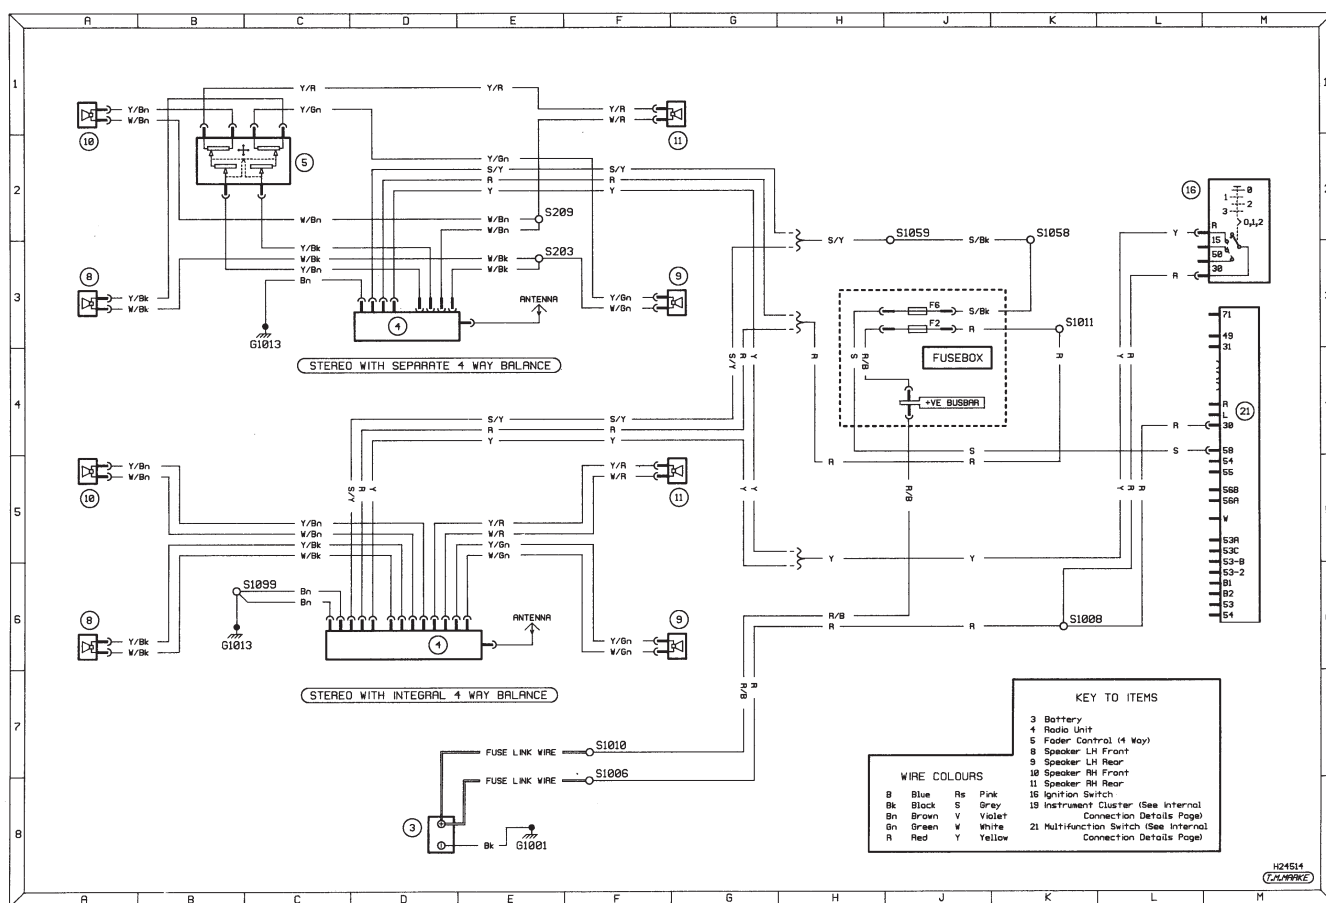 A B C D E F G H J K L M
1 Y/R Y/R 1
Y/Bn Y/Gn Y/R
W/Bn W/R
10 11
5
Y/Gn
S/Y S/Y
R R
2 Y Y 16 2
0
1 2
3 0,1,2
S209
W/Bn W/Bn
W/Bn
R
S1059 S1058
Y 15
S/Y S/Bk
50
Y/Bk S203
W/Bk W/Bk
Y/Bn W/Bk
R 30
8 Bn 9
3 Y/Bk ANTENNA Y/Gn 3
W/Bk W/Gn
F6 S/Bk
F2 R S1011
4
G1013
71
49
31
STEREO WITH SEPARATE 4 WAY BALANCE
S/Y R Y R S R/B FUSEBOX R Y R
4 +VE BUSBAR R 4
L
21
S/Y S/Y R 30
R R
Y Y
S S 58
R R 54
55
Y/Bn Y/R
W/Bn W/R
10 11
S/Y R Y Y Y R/B Y R R
56B
56A
5 W 5
Y/Bn Y/R
W/Bn W/R
Y/Bk Y/Gn
W/Bk W/Gn
Y Y
53A
53C
53-B
53-2
B1
B2
53
54
S1099 Bn
Bn
6 8 ANTENNA 9 R/B 6
R R S1008
Y/Bk G1013 4 Y/Gn
W/Bk W/Gn
STEREO WITH INTEGRAL 4 WAY BALANCE
R/B R
7 7
FUSE LINK WIRE S1010
FUSE LINK WIRE S1006
8 3 8
Bk G1001
KEY TO ITEMS
3 Battery
4 Radio Unit
5 Fader Control (4 Way)
8 Speaker LH Front
9 Speaker LH Rear
10 Speaker RH Front
11 Speaker RH Rear
16 Ignition Switch
19 Instrument Cluster (See Internal
Connection Details Page)
21 Multifunction Switch (See Internal
Connection Details Page)
WIRE COLOURS
B Blue Rs Pink
Bk Black S Grey
Bn Brown V Violet
Gn Green W White
R Red Y Yellow
H24514
T.M.MARKE
A B C D E F G H J K L M